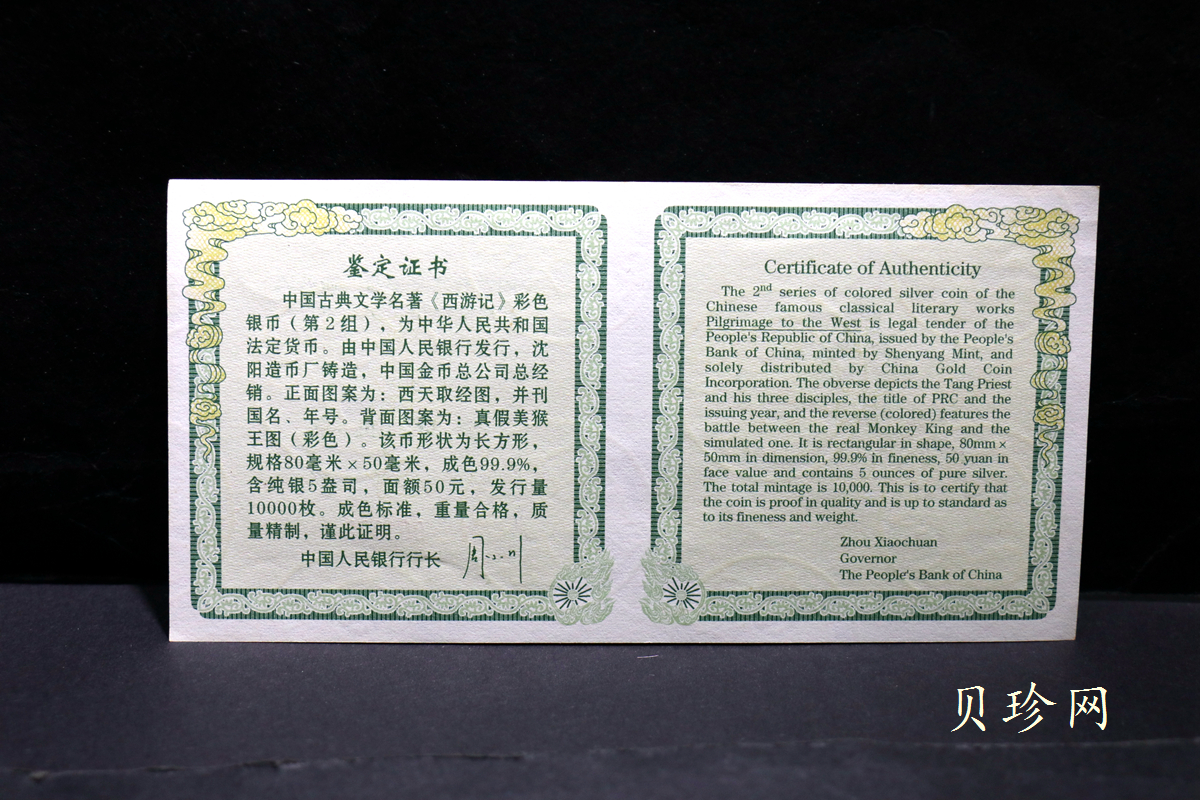 鉴定证书
中国古典文学名著《西游记》彩色
银币（第2组），为中华人民共和国
法定货币。由中国人民银行发行，沈
阳造币厂铸造，中国金币总公司总经
销。正面图案为：西天取经图，并刊
国名、年号。背面图案为：真假美猴
王图（彩色）。该币形状为长方形，
规格80毫米×50毫米，成色99.9%，
含纯银5盎司，面额50元，发行量
10000枚。成色标准，重量合格，质
量精制，谨此证明。
中国人民银行行长 周小川
Certificate of Authenticity
The 2nd series of colored silver coin of the
Chinese famous classical literary works
Pilgrimage to the West is legal tender of the
People's Republic of China, issued by the People's
Bank of China, minted by Shenyang Mint, and
solely distributed by China Gold Coin
Incorporation. The obverse depicts the Tang Priest
and his three disciples, the title of PRC and the
issuing year, and the reverse (colored) features the
battle between the real Monkey King and the
simulated one. It is rectangular in shape, 80mm×
50mm in dimension, 99.9% in fineness, 50 yuan in
face value and contains 5 ounces of pure silver.
The total mintage is 10,000. This is to certify that
the coin is proof in quality and is up to standard as
to its fineness and weight.
Zhou Xiaochuan
Governor
The People's Bank of China
贝珍网